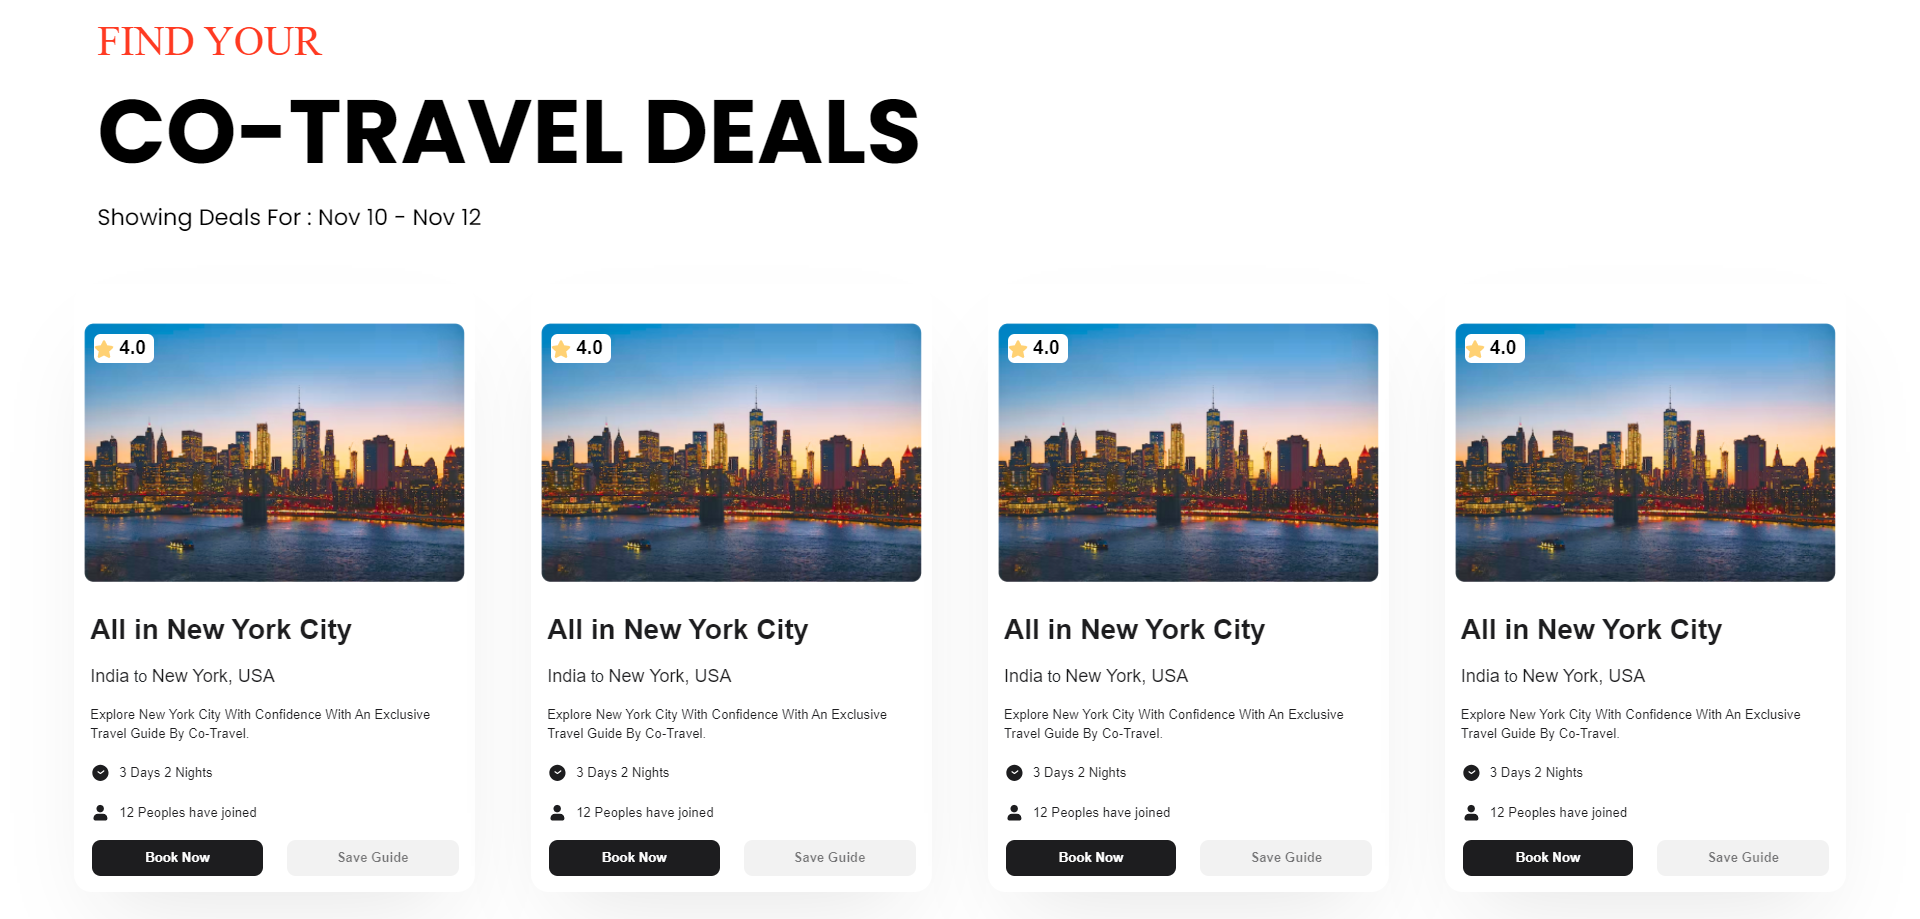 FIND YOUR
CO-TRAVEL DEALS
Showing Deals For : Nov 10 - Nov 12
4.0
All in New York City
India to New York, USA
Explore New York City With Confidence With An Exclusive
Travel Guide By Co-Travel.
3 Days 2 Nights
12 Peoples have joined
Book Now
Save Guide
4.0
All in New York City
India to New York, USA
Explore New York City With Confidence With An Exclusive
Travel Guide By Co-Travel.
3 Days 2 Nights
12 Peoples have joined
Book Now
Save Guide
4.0
All in New York City
India to New York, USA
Explore New York City With Confidence With An Exclusive
Travel Guide By Co-Travel.
3 Days 2 Nights
12 Peoples have joined
Book Now
Save Guide
4.0
All in New York City
India to New York, USA
Explore New York City With Confidence With An Exclusive
Travel Guide By Co-Travel.
3 Days 2 Nights
12 Peoples have joined
Book Now
Save Guide